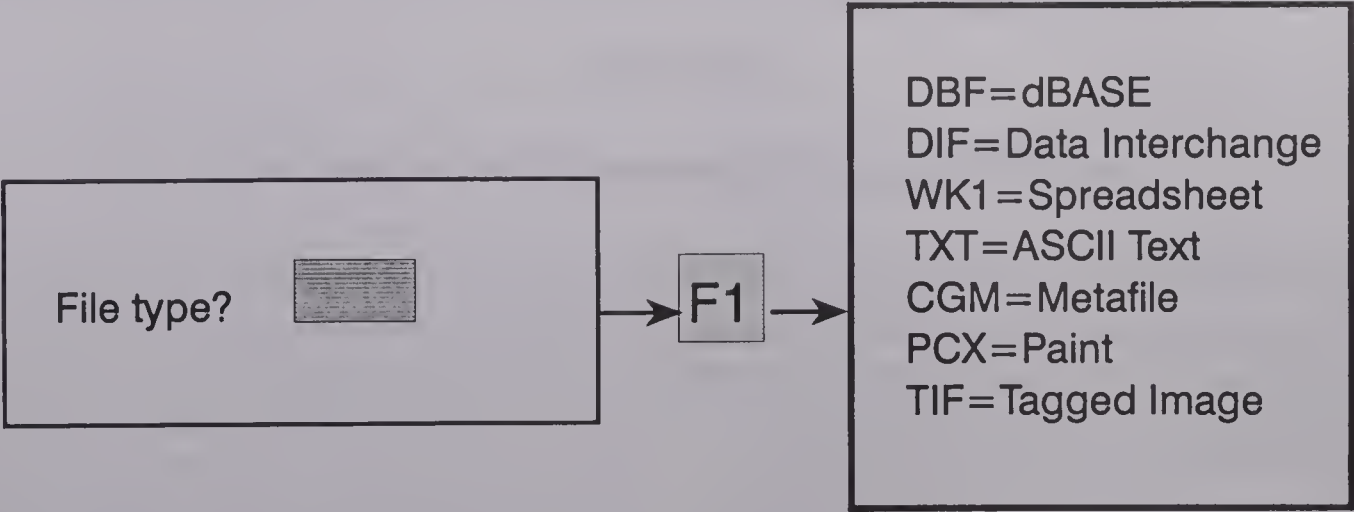 File type?
F1
DBF=dBASE
DIF=Data Interchange
WK1=Spreadsheet
TXT=ASCII Text
CGM=Metafile
PCX=Paint
TIF=Tagged Image